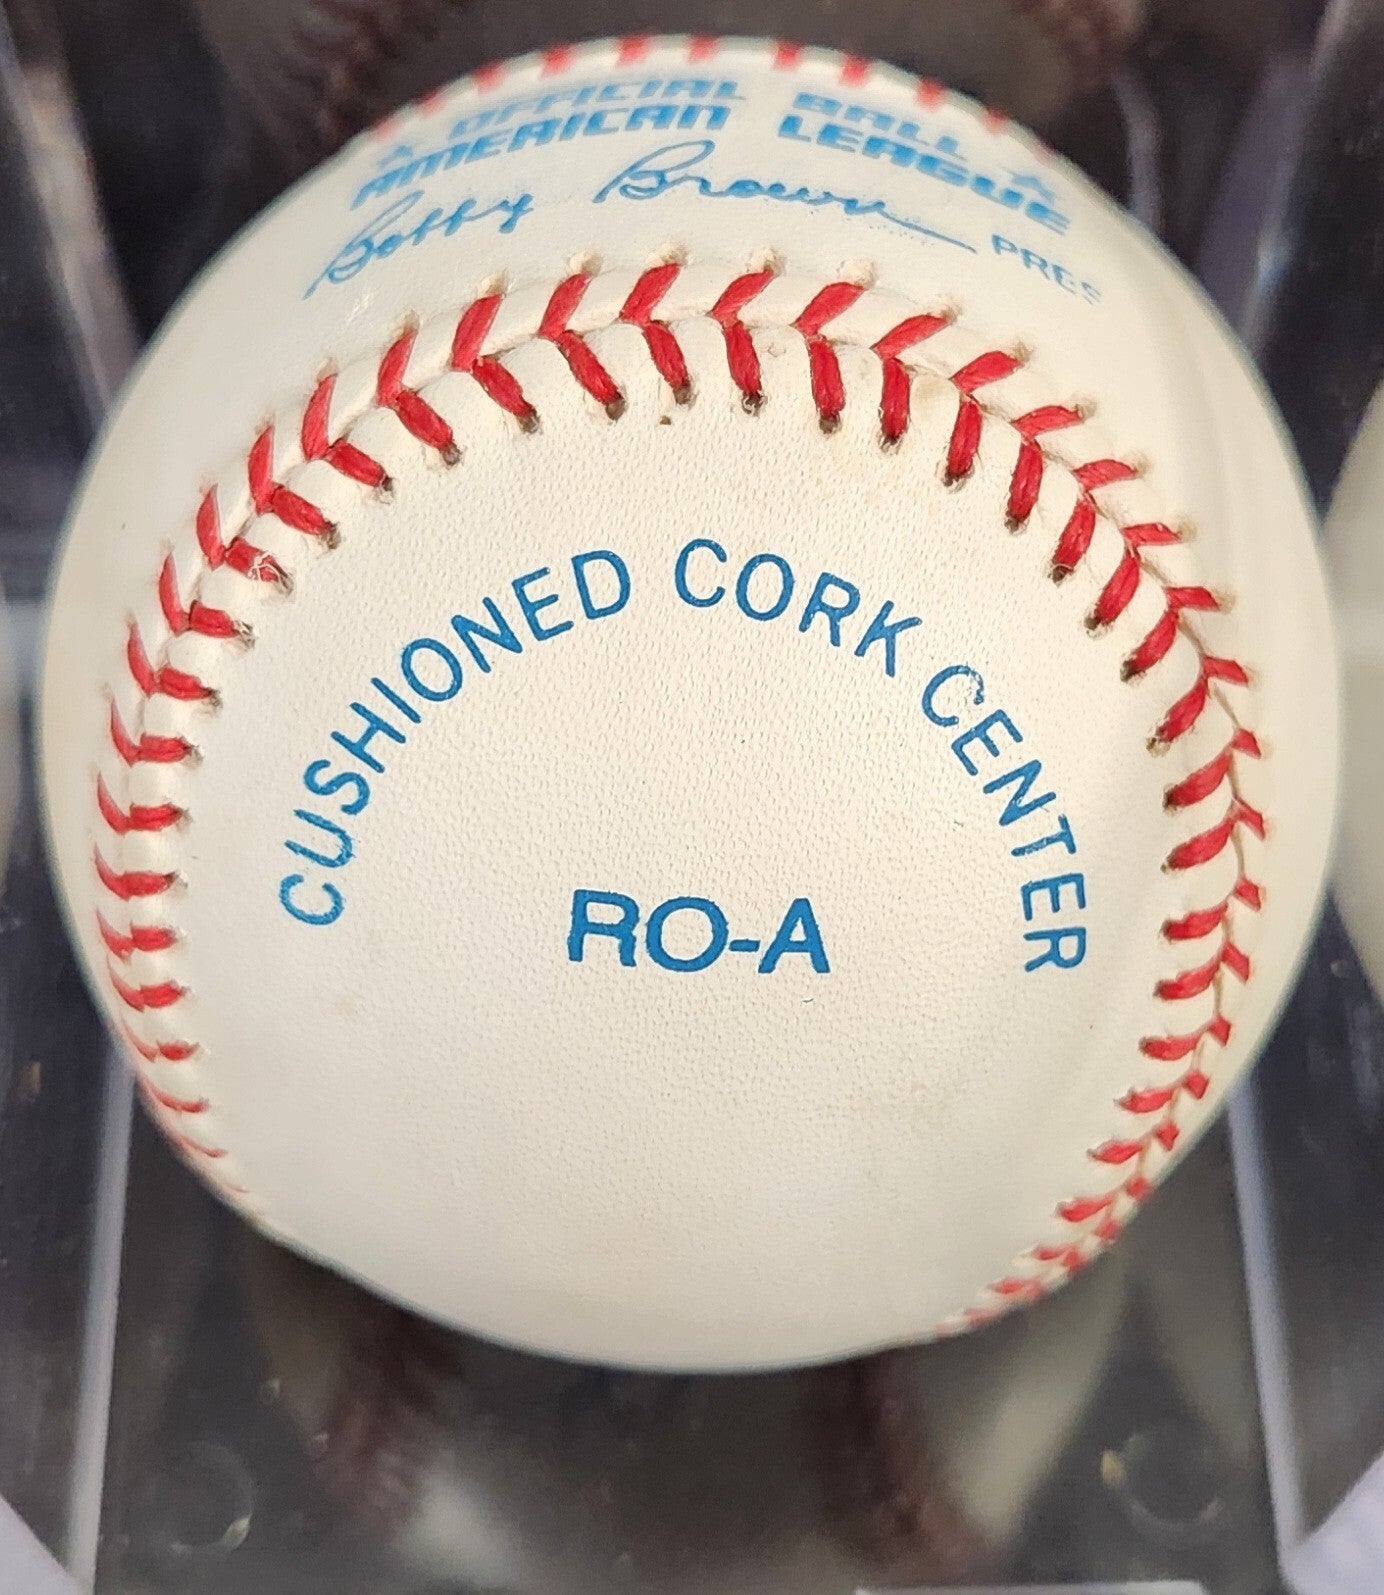 OFFICIAL BALL
AMERICAN LEAGUE
Bobby Brown PRES
CUSHIONED CORK CENTER
RO-A